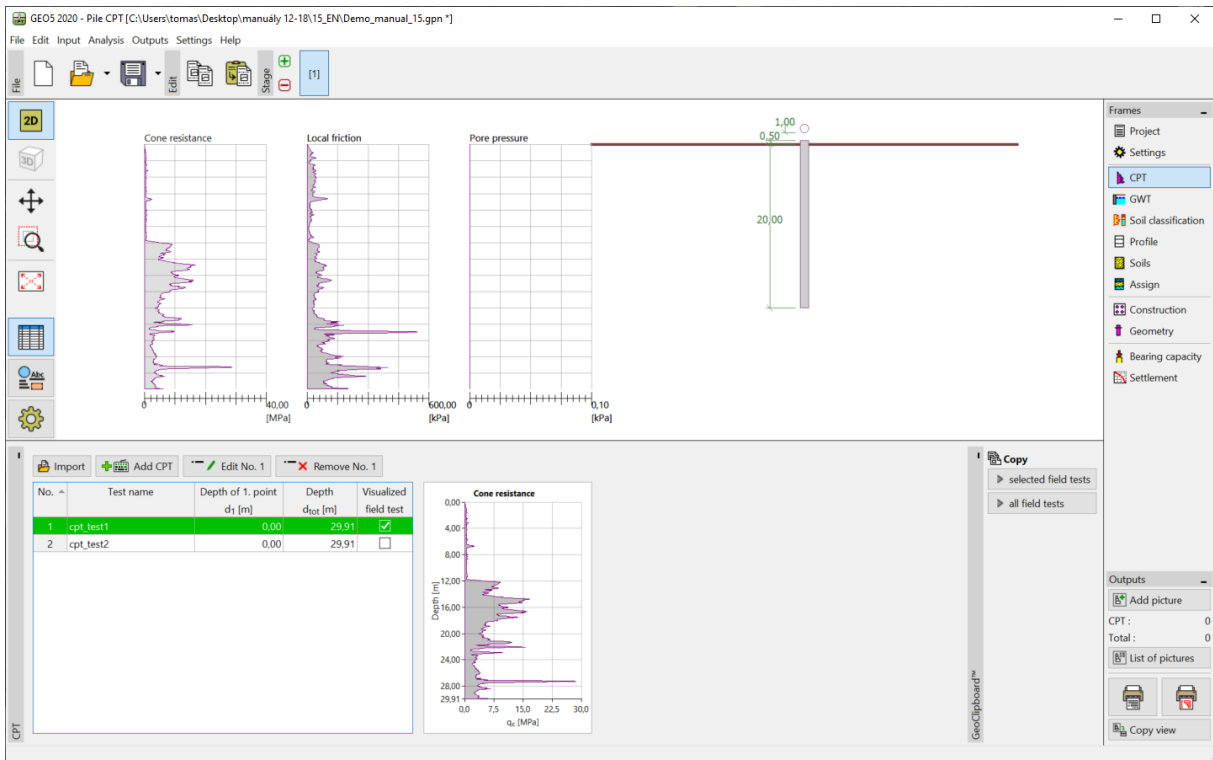 GEO5 2020 - Pile CPT [C:\Users\tomas\Desktop\manuály 12-18\15_EN\Demo_manual_15.gpn *]
File Edit Input Analysis Outputs Settings Help
File
Edit
Stage
[1]
2D
3D
Abc
Cone resistance
0
40,00
[MPa]
Local friction
0
600,00
[kPa]
Pore pressure
0
0,10
[kPa]
1,00
0,50
20,00
Frames
Project
Settings
CPT
GWT
Soil classification
Profile
Soils
Assign
Construction
Geometry
Bearing capacity
Settlement
CPT
Import
Add CPT
Edit No. 1
Remove No. 1
No. Test name Depth of 1. point Depth Visualized
d1 [m] dtot [m] field test
1 cpt_test1 0,00 29,91
2 cpt_test2 0,00 29,91
Cone resistance
Depth [m]
0,00
4,00
8,00
12,00
16,00
20,00
24,00
28,00
29,91
0,0 7,5 15,0 22,5 30,0
qc [MPa]
GeoClipboard™
Copy
selected field tests
all field tests
Outputs
Add picture
CPT : 0
Total : 0
List of pictures
Copy view